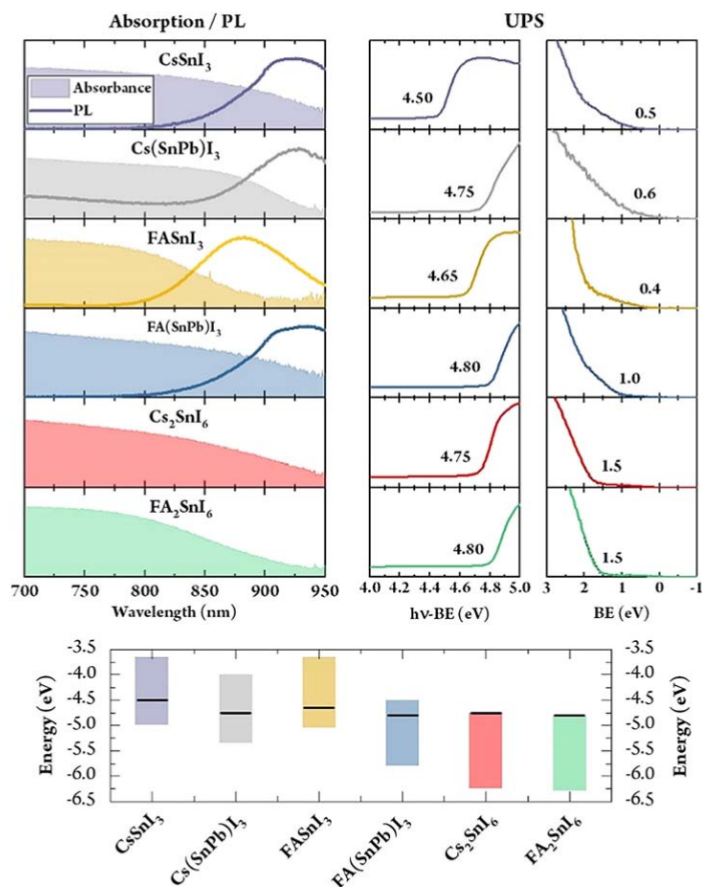 Absorption / PL
UPS
CsSnI₃
Absorbance
PL
4.50
0.5
Cs(SnPb)I₃
4.75
0.6
FASnI₃
4.65
0.4
FA(SnPb)I₃
4.80
1.0
Cs₂SnI₆
4.75
1.5
FA₂SnI₆
4.80
1.5
700 750 800 850 900 950
4.0 4.2 4.4 4.6 4.8 5.0
3 2 1 0 -1
Wavelength (nm)
hν-BE (eV)
BE (eV)
Energy (eV)
-3.5 -3.5
-4.0 -4.0
-4.5 -4.5
-5.0 -5.0
-5.5 -5.5
-6.0 -6.0
-6.5 -6.5
Energy (eV)
CsSnI₃
Cs(SnPb)I₃
FASnI₃
FA(SnPb)I₃
Cs₂SnI₆
FA₂SnI₆